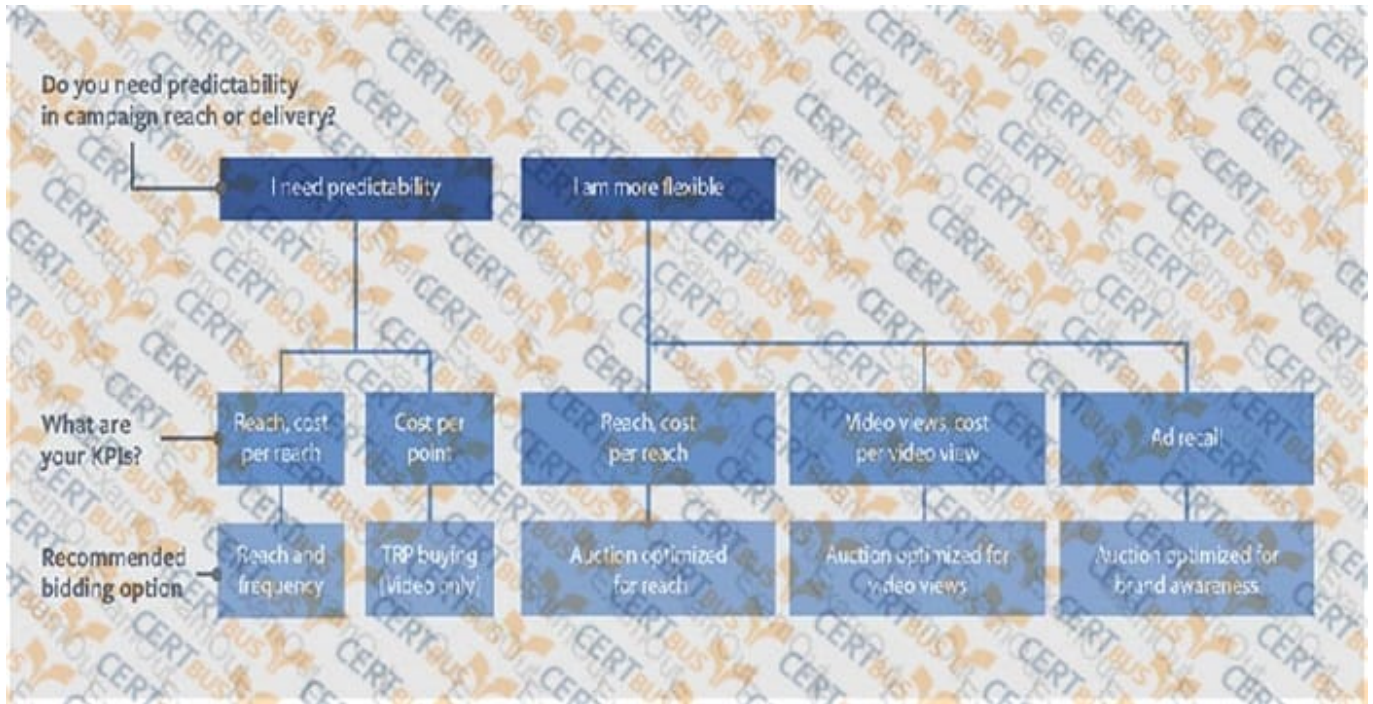 Do you need predictability
in campaign reach or delivery?
I need predictability
I am more flexible
What are
your KPIs?
Reach, cost
per reach
Cost per
point
Reach, cost
per reach
Video views, cost
per video view
Ad recall
Recommended
bidding option
Reach and
frequency
TRP buying
(Video only)
Auction optimized
for reach
Auction optimized for
video views
Auction optimized for
brand awareness
CERTBUS